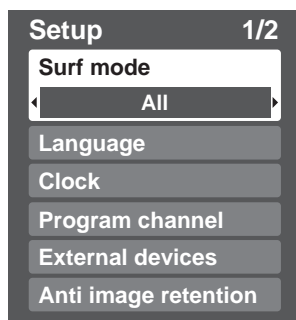 Setup 1/2
Surf mode
All
Language
Clock
Program channel
External devices
Anti image retention